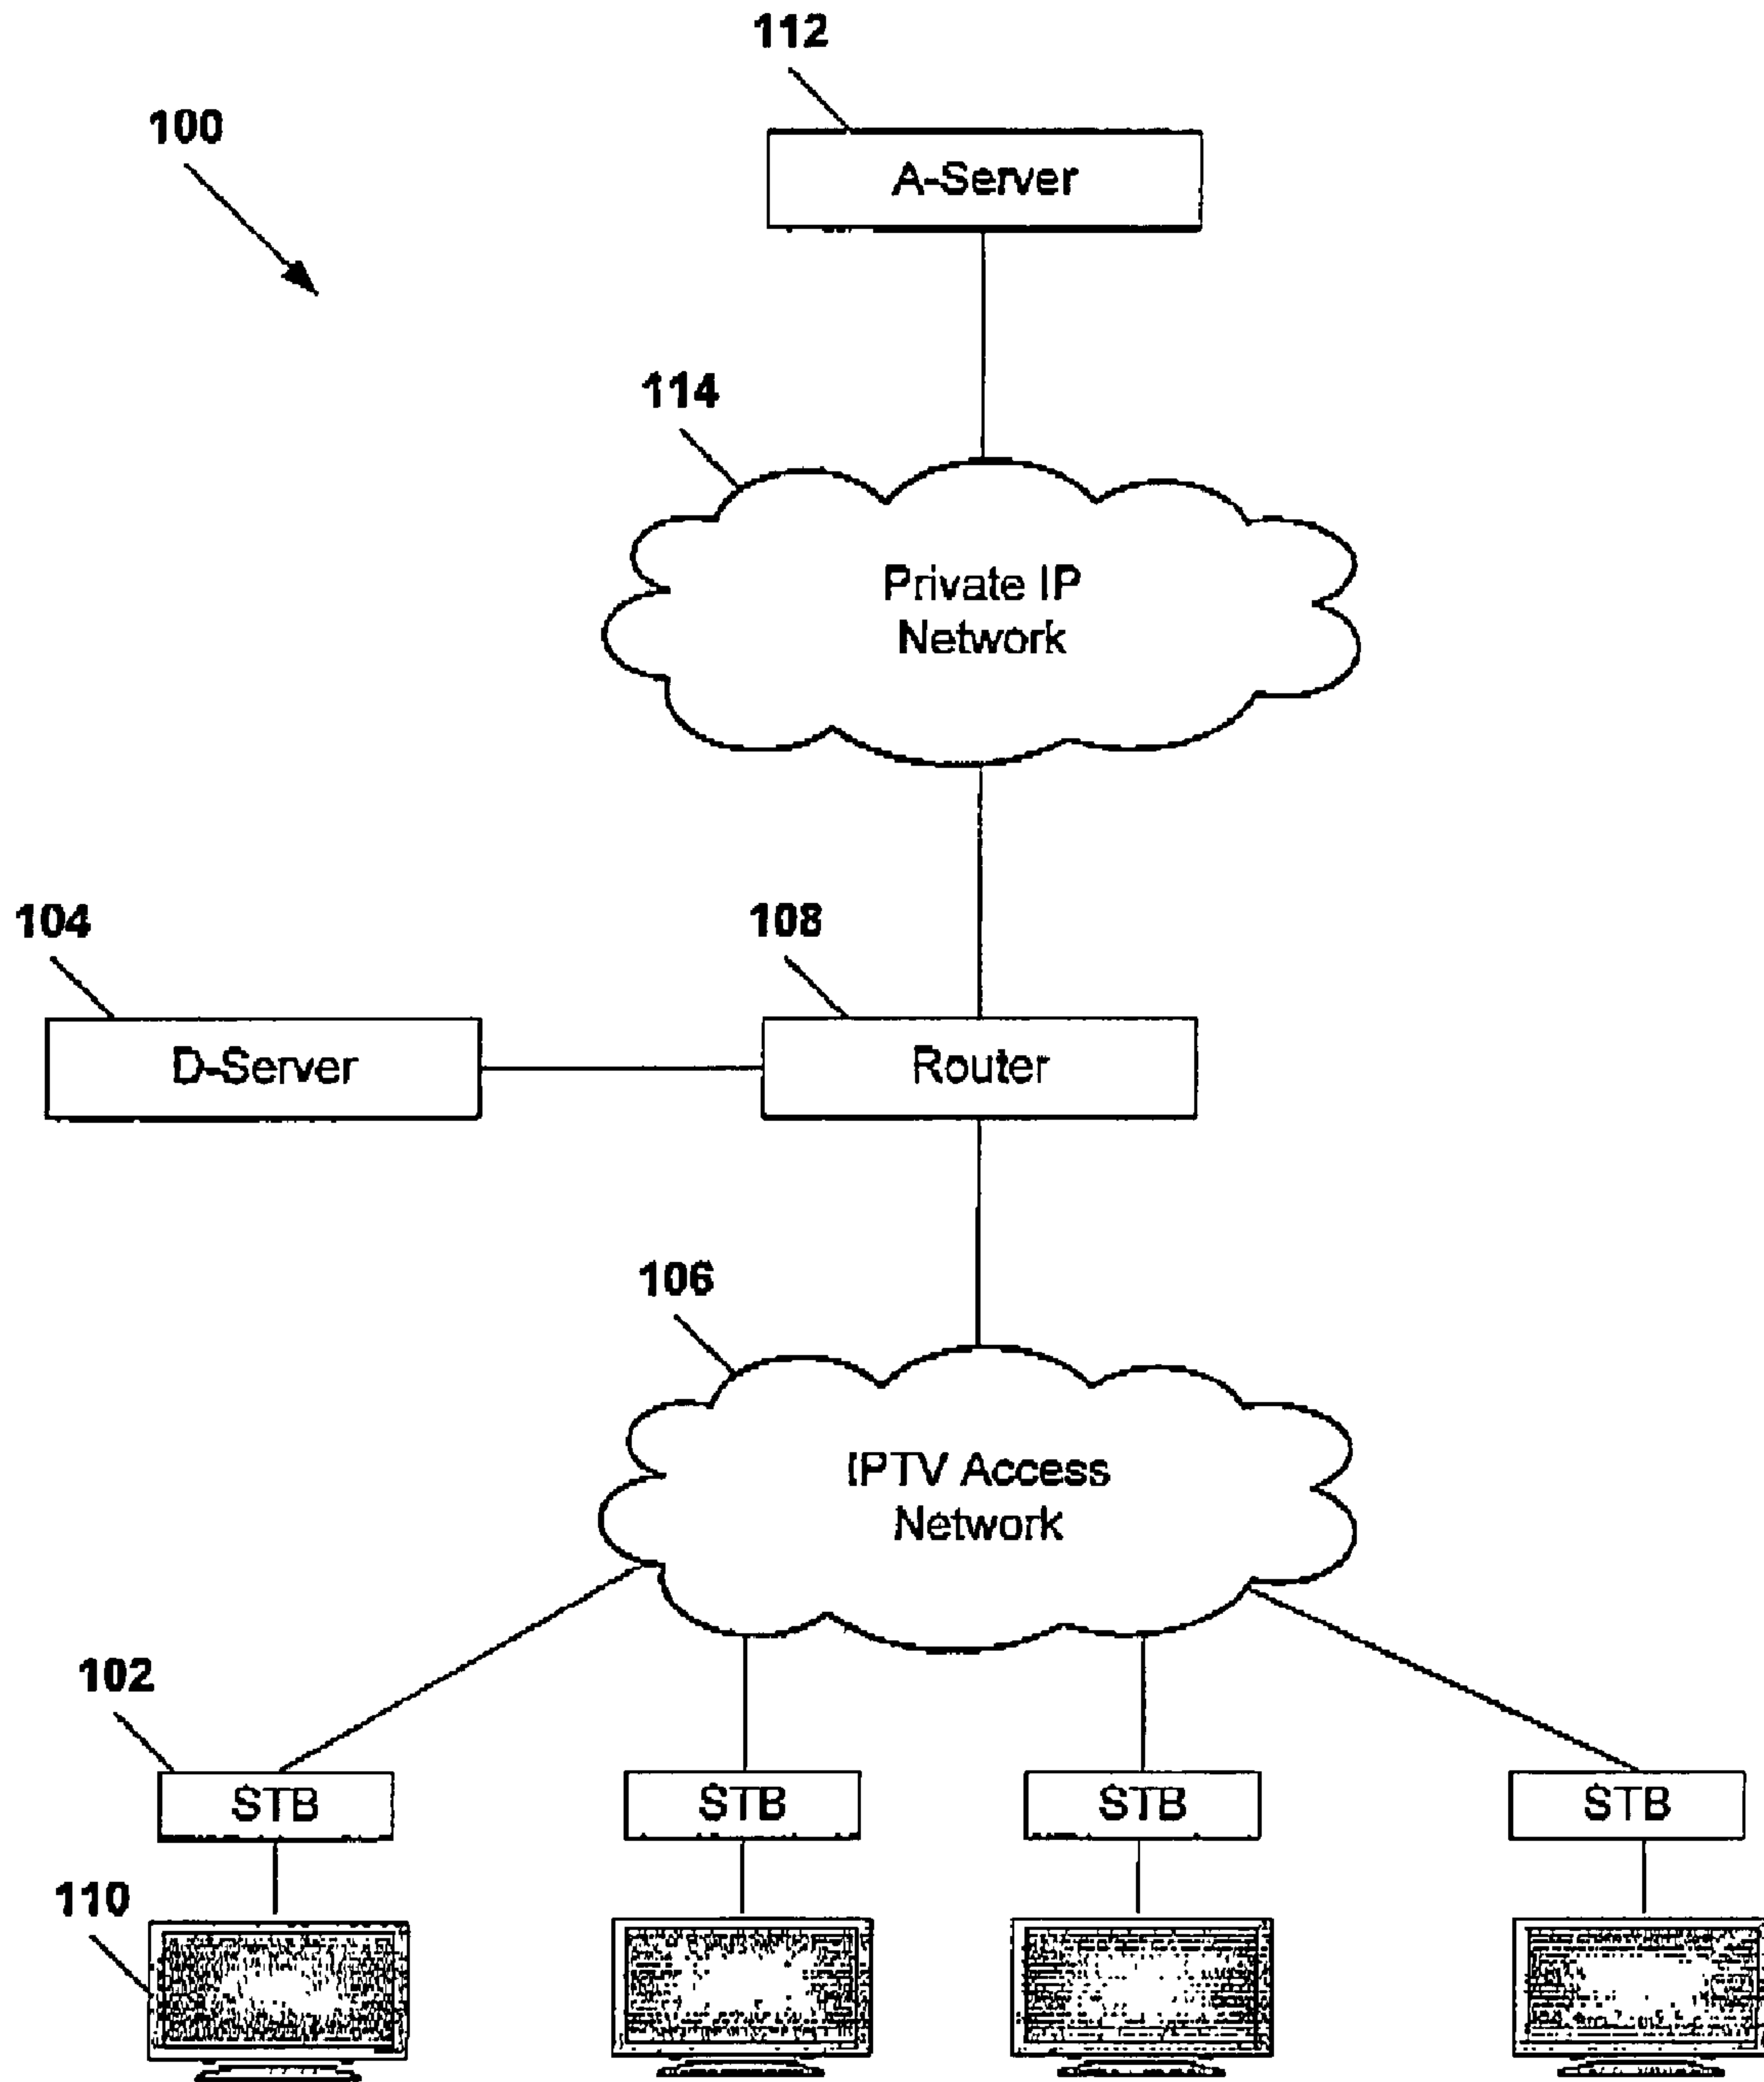 112
100
A-Server
114
Private IP
Network
104
108
D-Server
Router
106
IPTV Access
Network
102
STB
STB
STB
STB
110